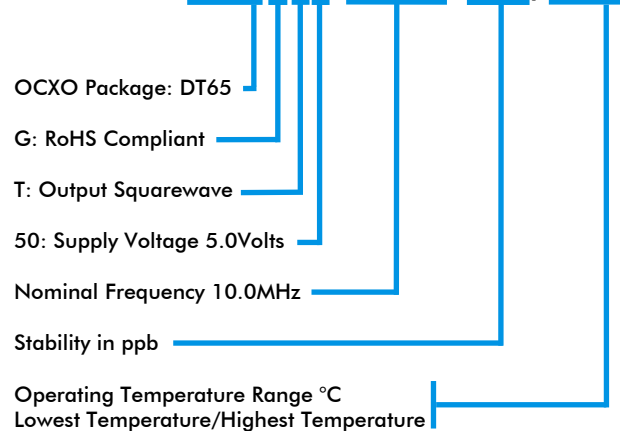 OCXO Package: DT65
G: RoHS Compliant
T: Output Squarewave
50: Supply Voltage 5.0Volts
Nominal Frequency 10.0MHz
Stability in ppb
Operating Temperature Range °C
Lowest Temperature/Highest Temperature